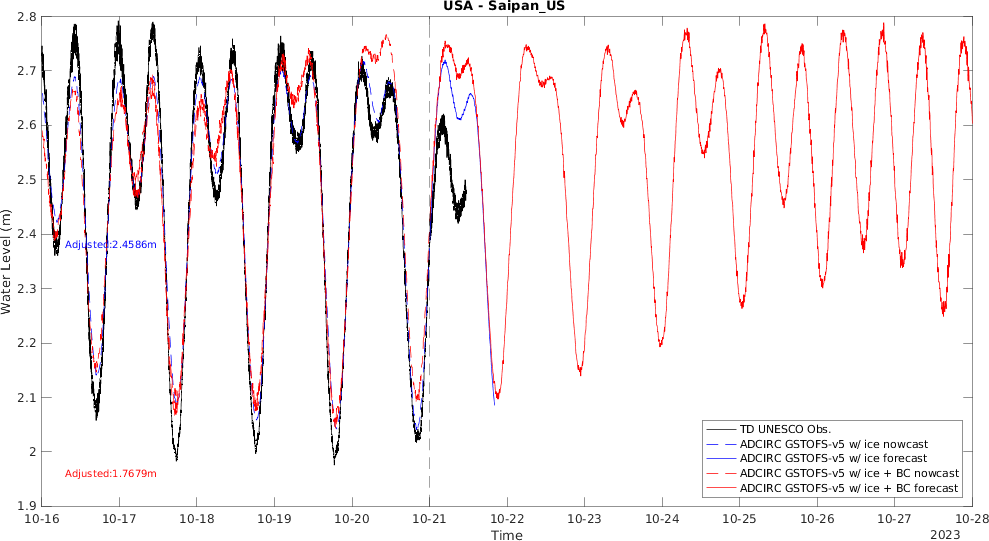 USA - Saipan_US
2.8
2.7
2.6
2.5
2.4
2.3
2.2
2.1
2
1.9
Water Level (m)
Adjusted:2.4586m
Adjusted:1.7679m
TD UNESCO Obs.
ADCIRC GSTOFS-v5 w/ ice nowcast
ADCIRC GSTOFS-v5 w/ ice forecast
ADCIRC GSTOFS-v5 w/ ice + BC nowcast
ADCIRC GSTOFS-v5 w/ ice + BC forecast
10-16 10-17 10-18 10-19 10-20 10-21 10-22 10-23 10-24 10-25 10-26 10-27 10-28
Time
2023